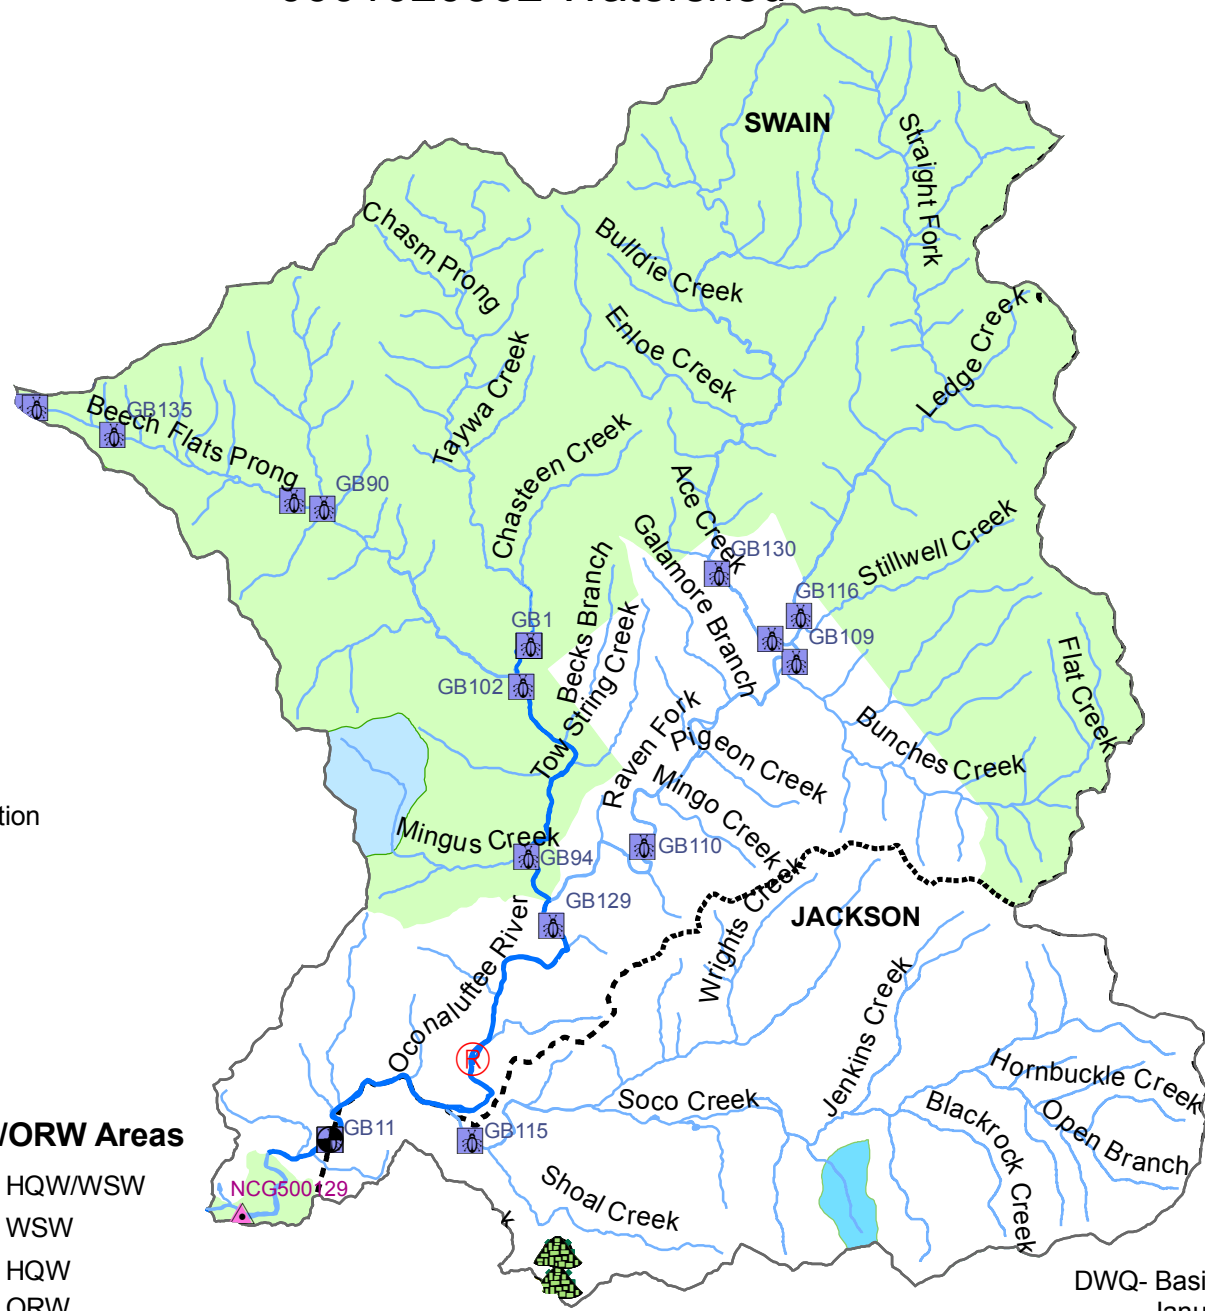 SWAIN
Straight Fork
Chasm Prong
Bulldie Creek
Enloe Creek
Ledge Creek
Taywa Creek
Beech Flats Prong
GB135
Chasteen Creek
GB90
Ace Creek
Galamore Branch
GB130
Stillwell Creek
Becks Branch
GB116
GB1
Tow String Creek
GB109
Flat Creek
GB102
Raven Fork
Pigeon Creek
Bunches Creek
Mingo Creek
tion
Mingus Creek
GB94
GB110
GB129
Wrights Creek
JACKSON
Oconaluftee River
Jenkins Creek
R
Hornbuckle Creek
Soco Creek
Blackrock Creek
Open Branch
GB11
GB115
/ORW Areas
HQW/WSW
NCG500129
Shoal Creek
WSW
k
HQW
DWQ- Basi
ORW